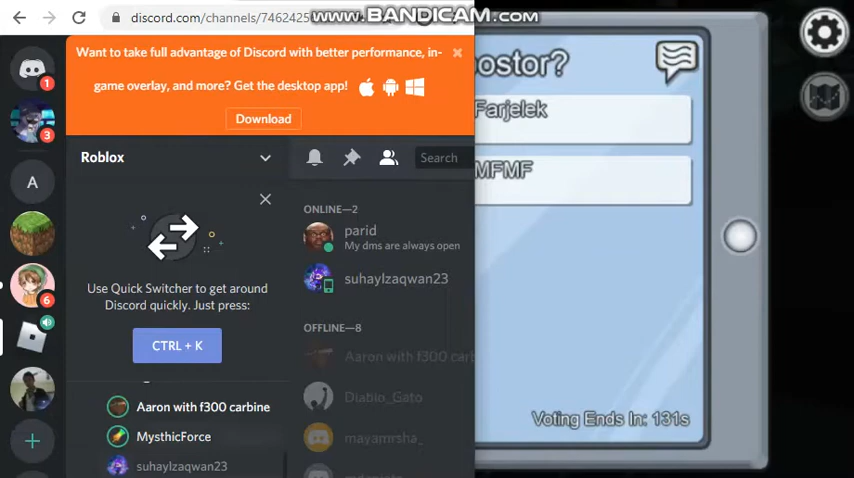 discord.com/channels/7462425
www.BANDICAM.com
Want to take full advantage of Discord with better performance, in-
game overlay, and more? Get the desktop app!
Download
1
3
A
6
Roblox
Search
Use Quick Switcher to get around
Discord quickly. Just press:
CTRL + K
Aaron with f300 carbine
MysthicForce
suhaylzaqwan23
ONLINE—2
parid
My dms are always open
suhaylzaqwan23
OFFLINE—8
Aaron with f300 carb
Diablo_Gato
mayamrsha_
postor?
Farjelek
MFMF
Voting Ends In: 131s